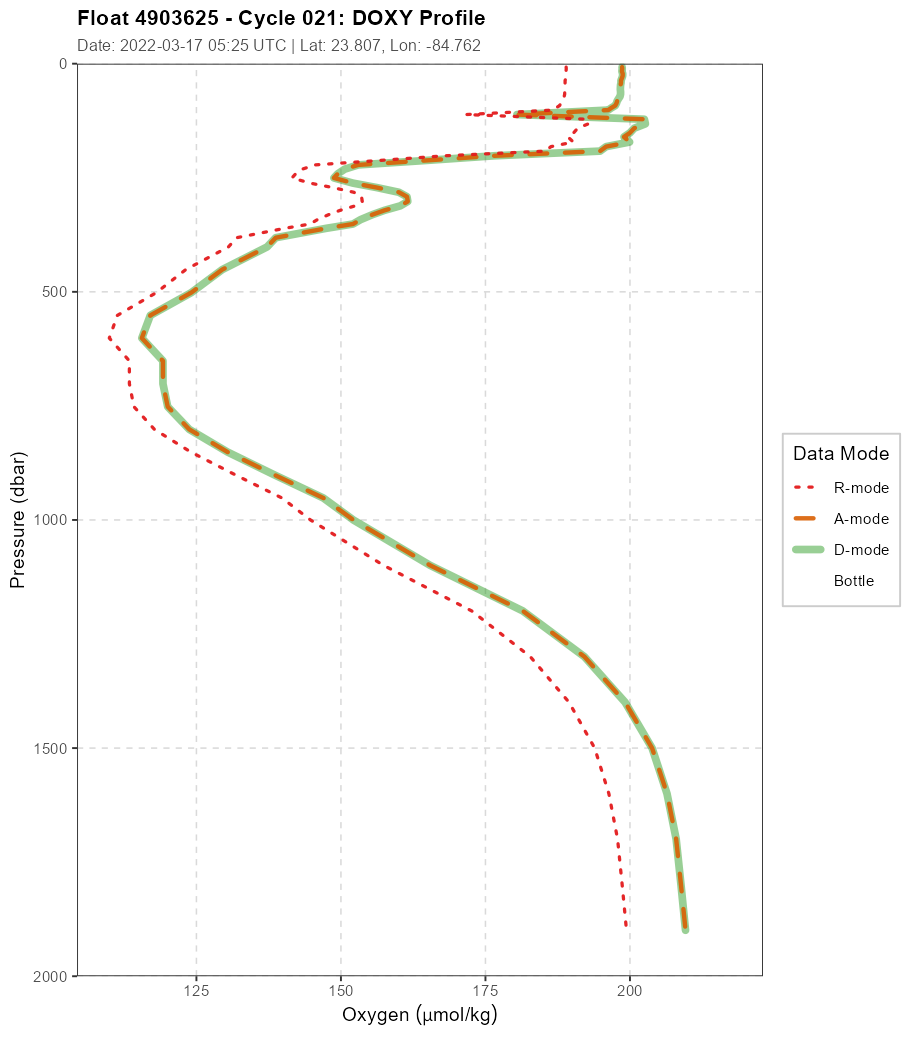 Float 4903625 - Cycle 021: DOXY Profile
Date: 2022-03-17 05:25 UTC | Lat: 23.807, Lon: -84.762
0
500
1000
1500
2000
Pressure (dbar)
125 150 175 200
Oxygen (μmol/kg)
Data Mode
R-mode
A-mode
D-mode
Bottle